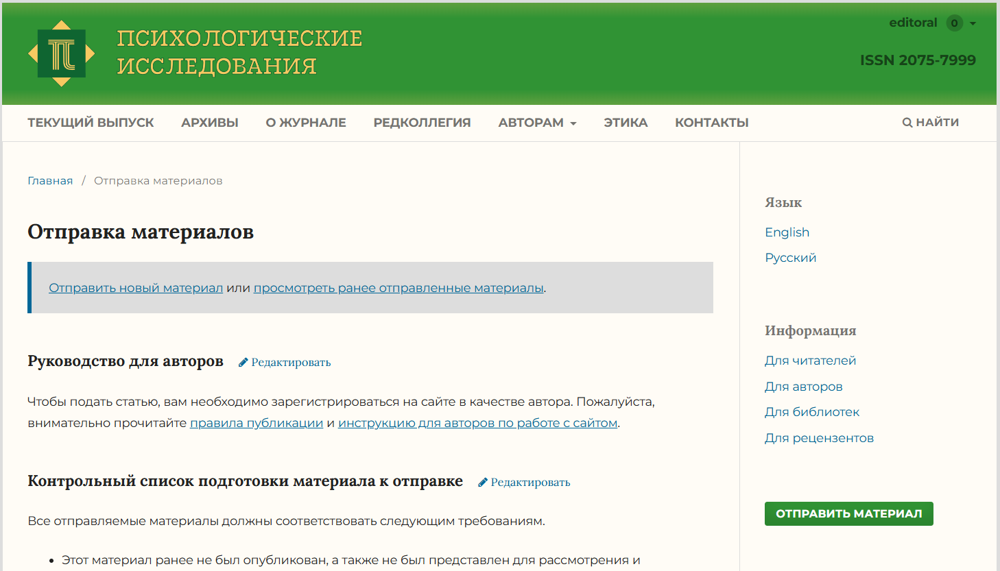 ПСИХОЛОГИЧЕСКИЕ
ИССЛЕДОВАНИЯ
editoral 0
ISSN 2075-7999
ТЕКУЩИЙ ВЫПУСК АРХИВЫ О ЖУРНАЛЕ РЕДКОЛЛЕГИЯ АВТОРАМ ЭТИКА КОНТАКТЫ НАЙТИ
Главная / Отправка материалов
Отправка материалов
Отправить новый материал или просмотреть ранее отправленные материалы.
Руководство для авторов Редактировать
Чтобы подать статью, вам необходимо зарегистрироваться на сайте в качестве автора. Пожалуйста,
внимательно прочитайте правила публикации и инструкцию для авторов по работе с сайтом.
Контрольный список подготовки материала к отправке Редактировать
Все отправляемые материалы должны соответствовать следующим требованиям.
• Этот материал ранее не был опубликован, а также не был представлен для рассмотрения и
Язык
English
Русский
Информация
Для читателей
Для авторов
Для библиотек
Для рецензентов
ОТПРАВИТЬ МАТЕРИАЛ